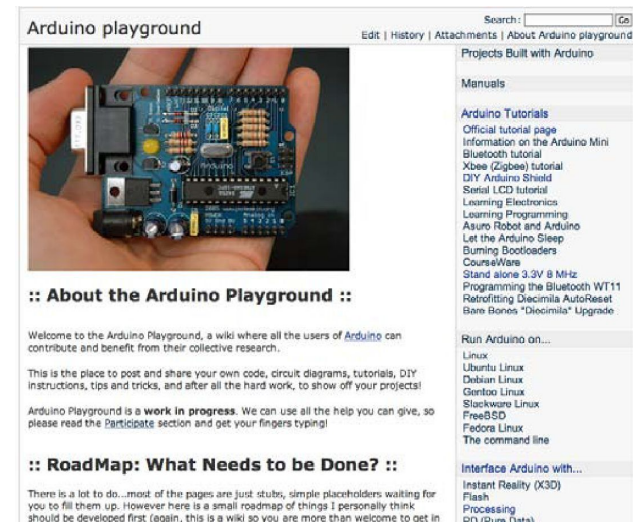 Arduino playground
Search:
Go
Edit | History | Attachments | About Arduino playground
Arduino
:: About the Arduino Playground ::
Welcome to the Arduino Playground, a wiki where all the users of Arduino can
contribute and benefit from their collective research.
This is the place to post and share your own code, circuit diagrams, tutorials, DIY
instructions, tips and tricks, and after all the hard work, to show off your projects!
Arduino Playground is a work in progress. We can use all the help you can give, so
please read the Participate section and get your fingers typing!
:: RoadMap: What Needs to be Done? ::
There is a lot to do...most of the pages are just stubs, simple placeholders waiting for
you to fill them up. However here is a small roadmap of things I personally think
should be developed first (again, this is a wiki so you are more than welcome to get in
Projects Built with Arduino
Manuals
Arduino Tutorials
Official tutorial page
Information on the Arduino Mini
Bluetooth tutorial
Xbee (Zigbee) tutorial
DIY Arduino Shield
Serial LCD tutorial
Learning Electronics
Learning Programming
Asuro Robot and Arduino
Let the Arduino Sleep
Burning Bootloaders
CourseWare
Stand alone 3.3V 8 MHz
Programming the Bluetooth WT11
Retrofitting Diecimila AutoReset
Bare Bones "Diecimila" Upgrade
Run Arduino on...
Linux
Ubuntu Linux
Debian Linux
Gentoo Linux
Slackware Linux
FreeBSD
Fedora Linux
The command line
Interface Arduino with...
Instant Reality (X3D)
Flash
Processing
PD (Pure Data)